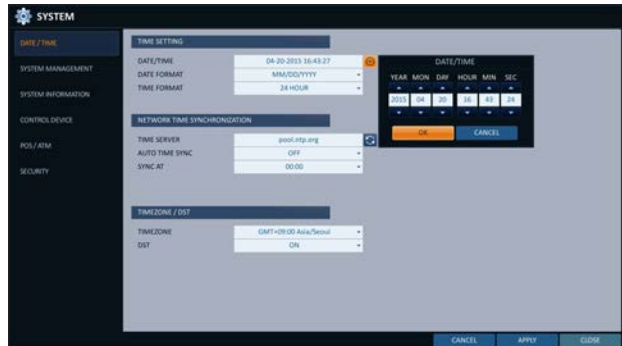 SYSTEM
DATE / TIME
SYSTEM MANAGEMENT
SYSTEM INFORMATION
CONTROL DEVICE
POS / ATM
SECURITY
TIME SETTING
DATE/TIME 04-20-2015 16:43:27
DATE FORMAT MM/DD/YYYY
TIME FORMAT 24 HOUR
NETWORK TIME SYNCHRONIZATION
TIME SERVER pool.ntp.org
AUTO TIME SYNC OFF
SYNC AT 00:00
TIMEZONE / DST
TIMEZONE GMT+09:00 Asia/Seoul
DST ON
DATE/TIME
YEAR MON DAY HOUR MIN SEC
2015 04 20 16 43 24
OK CANCEL
CANCEL APPLY CLOSE